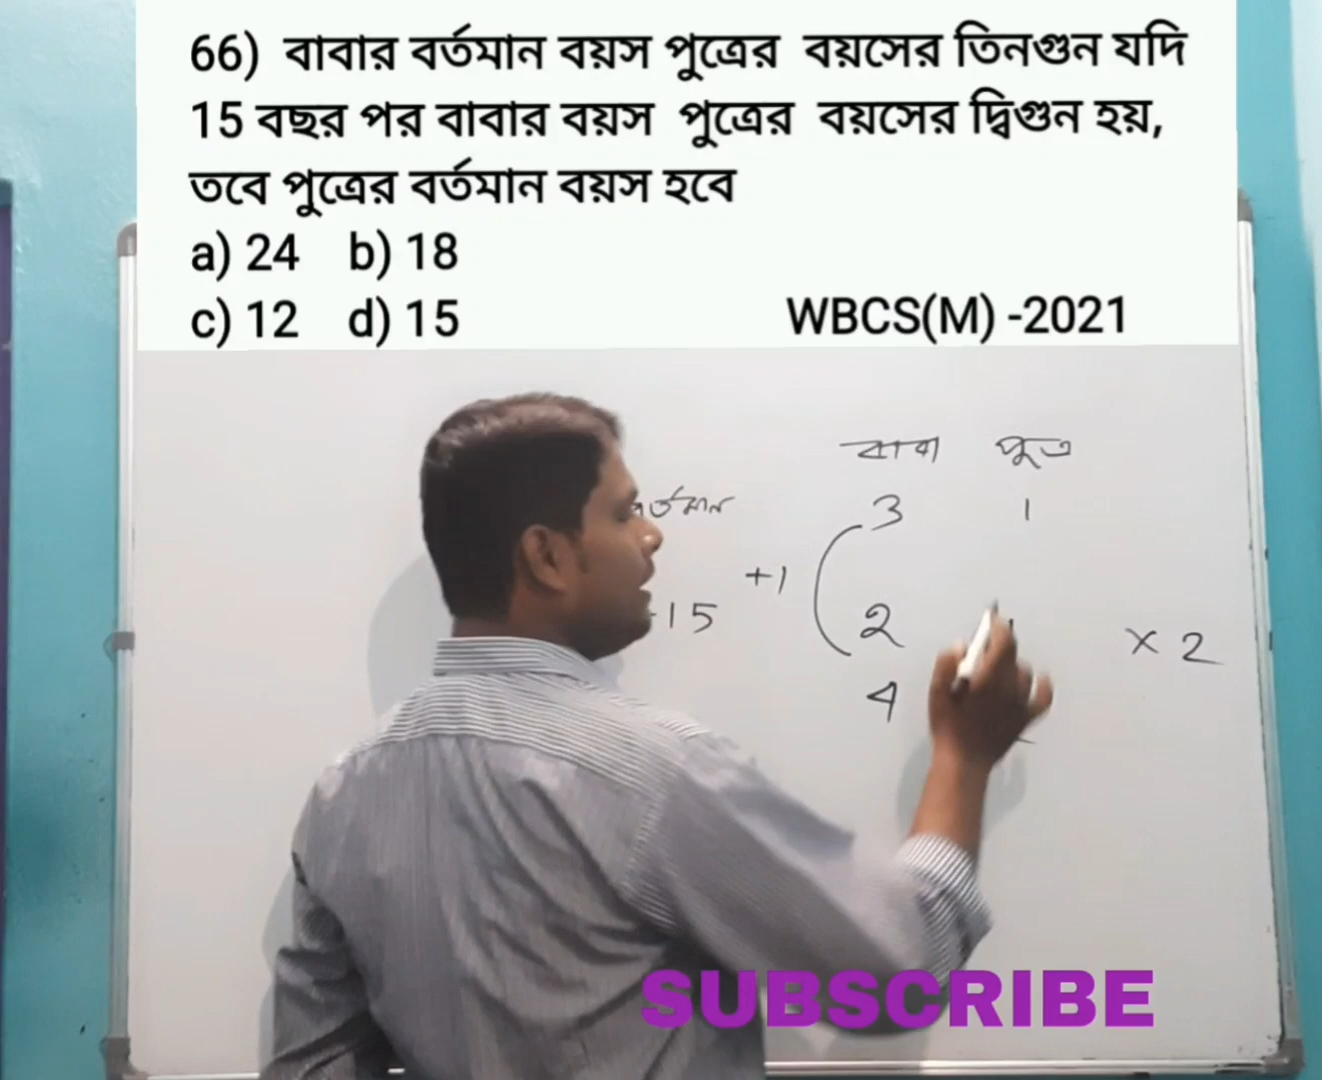 66) বাবার বর্তমান বয়স পুত্রের বয়সের তিনগুন যদি
15 বছর পর বাবার বয়স পুত্রের বয়সের দ্বিগুন হয়,
তবে পুত্রের বর্তমান বয়স হবে
a) 24 b) 18
c) 12 d) 15 WBCS(M) -2021
বাবা পুত্র
3 1
+1
15 2 × 2
4
SUBSCRIBE